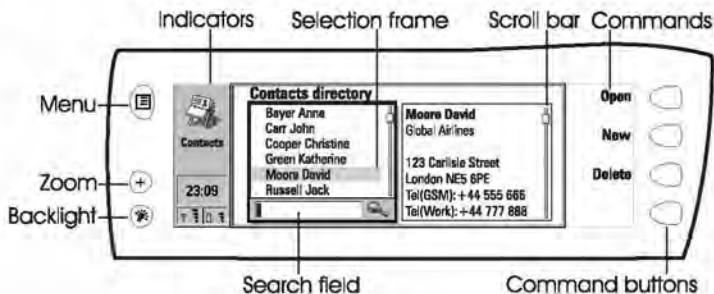 Indicators
Selection frame
Scroll bar
Commands
Menu
Zoom
Backlight
Contacts
23:09
Contacts directory
Bayer Anne
Carr John
Cooper Christine
Green Katherine
Moore David
Russell Jack
Moore David
Global Airlines
123 Carlisle Street
London NE5 6PE
Tel(GSM): +44 555 666
Tel(Work): +44 777 888
Open
New
Delete
Search field
Command buttons